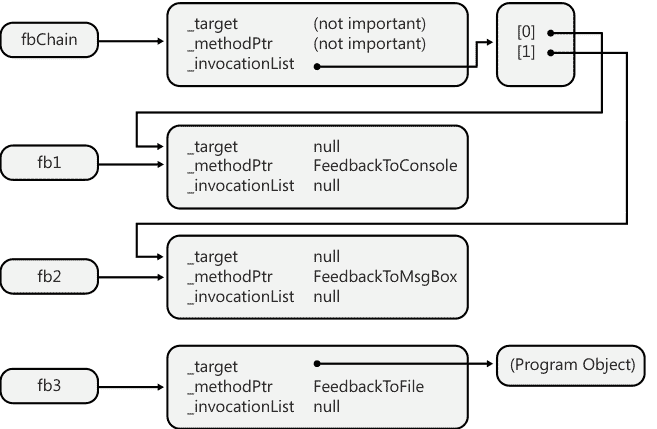 fbChain
_target (not important)
_methodPtr (not important)
_invocationList
[0]
[1]
fb1
_target null
_methodPtr FeedbackToConsole
_invocationList null
fb2
_target null
_methodPtr FeedbackToMsgBox
_invocationList null
fb3
_target
_methodPtr FeedbackToFile
_invocationList null
(Program Object)